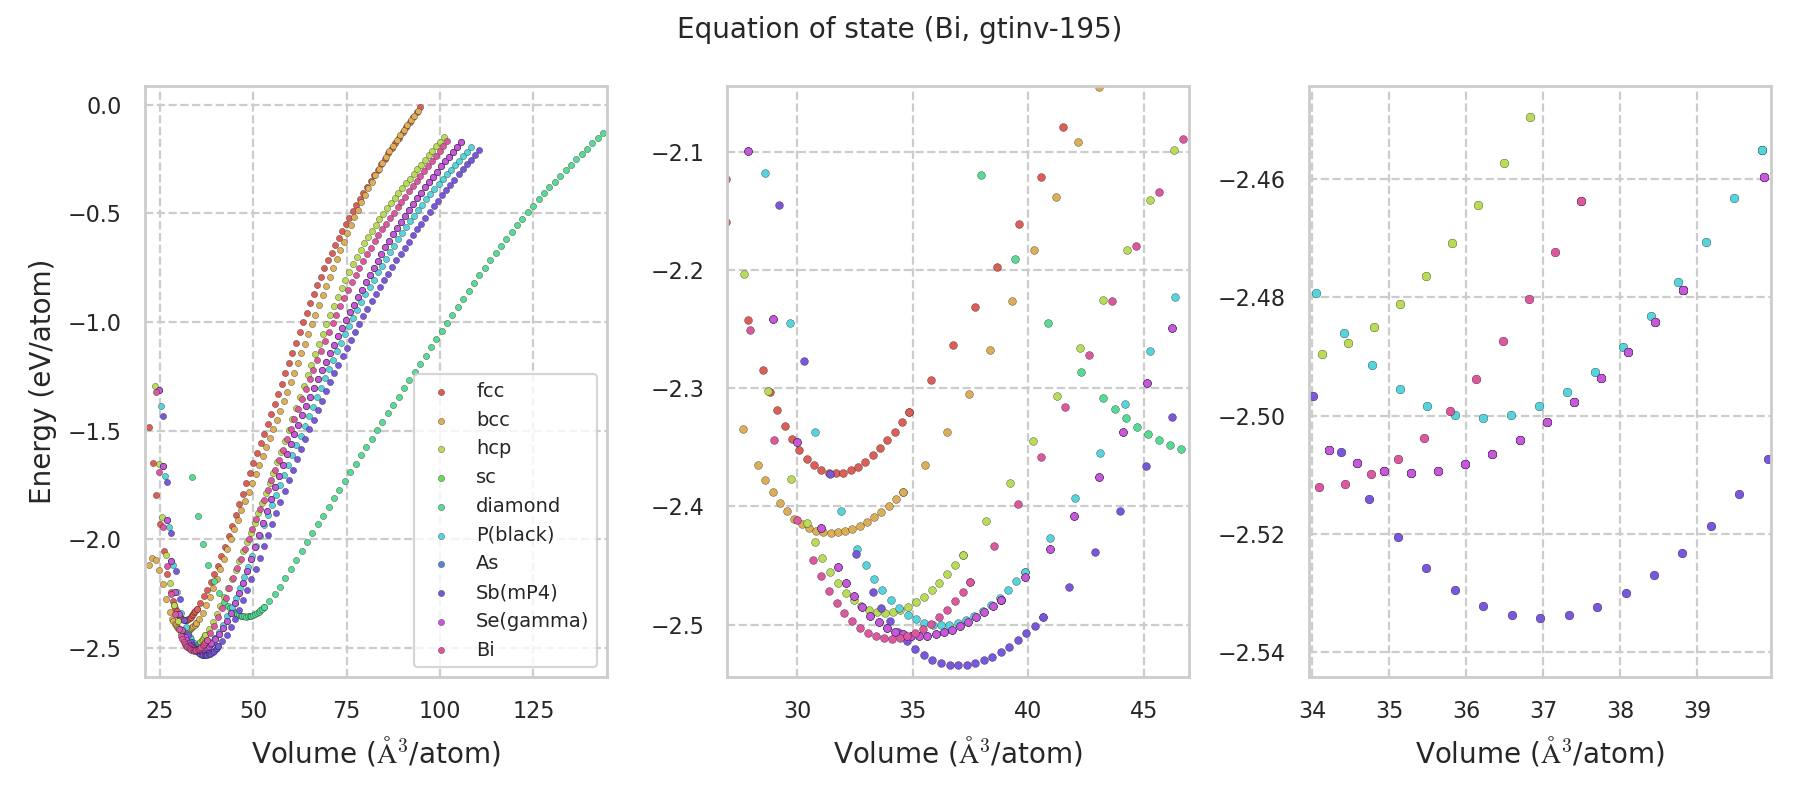 Equation of state (Bi, gtinv-195)
Energy (eV/atom)
0.0
−0.5
−1.0
−1.5
−2.0
−2.5
25 50 75 100 125
Volume (Å³/atom)
fcc
bcc
hcp
sc
diamond
P(black)
As
Sb(mP4)
Se(gamma)
Bi
−2.1
−2.2
−2.3
−2.4
−2.5
30 35 40 45
Volume (Å³/atom)
−2.46
−2.48
−2.50
−2.52
−2.54
34 35 36 37 38 39
Volume (Å³/atom)